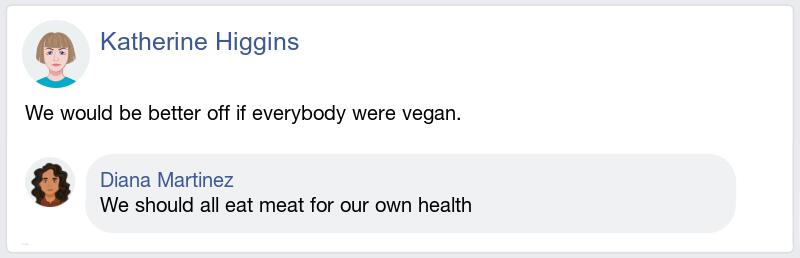 Katherine Higgins
We would be better off if everybody were vegan.
Diana Martinez
We should all eat meat for our own health